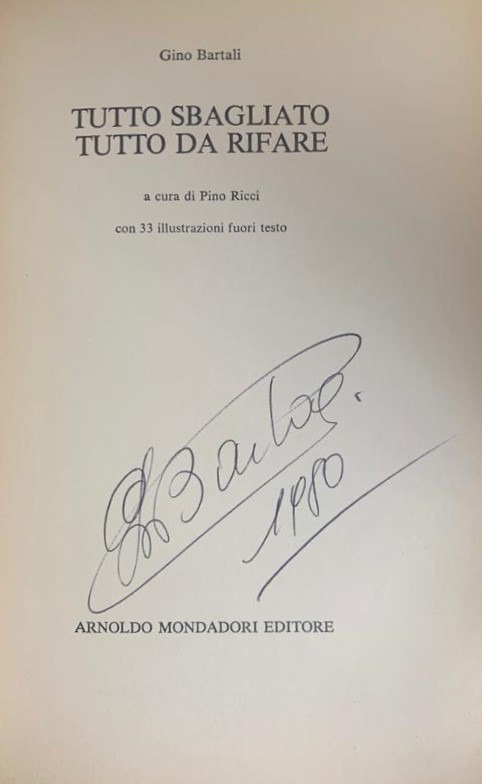 Gino Bartali
TUTTO SBAGLIATO
TUTTO DA RIFARE
a cura di Pino Ricci
con 33 illustrazioni fuori testo
G Bartali
1980
ARNOLDO MONDADORI EDITORE